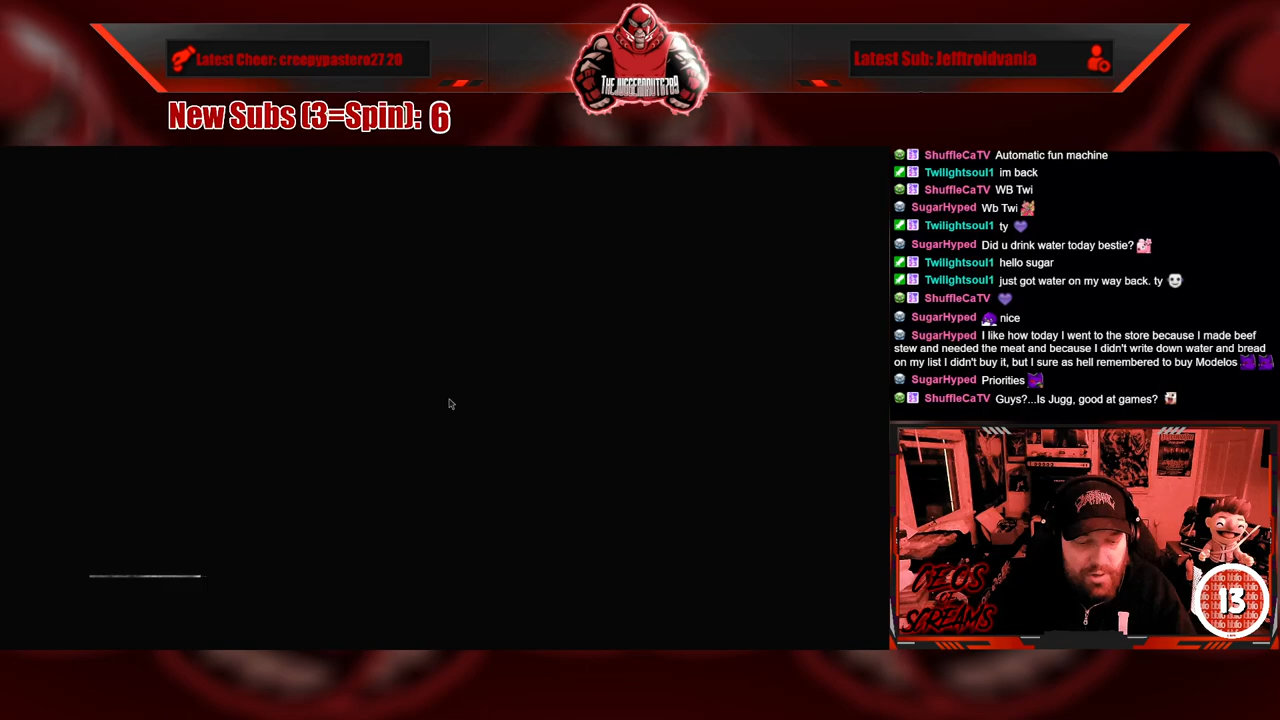 Latest Cheer: creepypastero27 20
THEJUGGERNAUT6789
Latest Sub: Jefftroidvania
New Subs (3=Spin): 6
ShuffleCaTV Automatic fun machine
Twilightsoul1 im back
ShuffleCaTV WB Twi
SugarHyped Wb Twi
Twilightsoul1 ty
SugarHyped Did u drink water today bestie?
Twilightsoul1 hello sugar
Twilightsoul1 just got water on my way back. ty
ShuffleCaTV
SugarHyped nice
SugarHyped I like how today I went to the store because I made beef
stew and needed the meat and because I didn't write down water and bread
on my list I didn't buy it, but I sure as hell remembered to buy Modelos
SugarHyped Priorities
ShuffleCaTV Guys?...Is Jugg, good at games?
CEOS
OF
SCREAMS
13